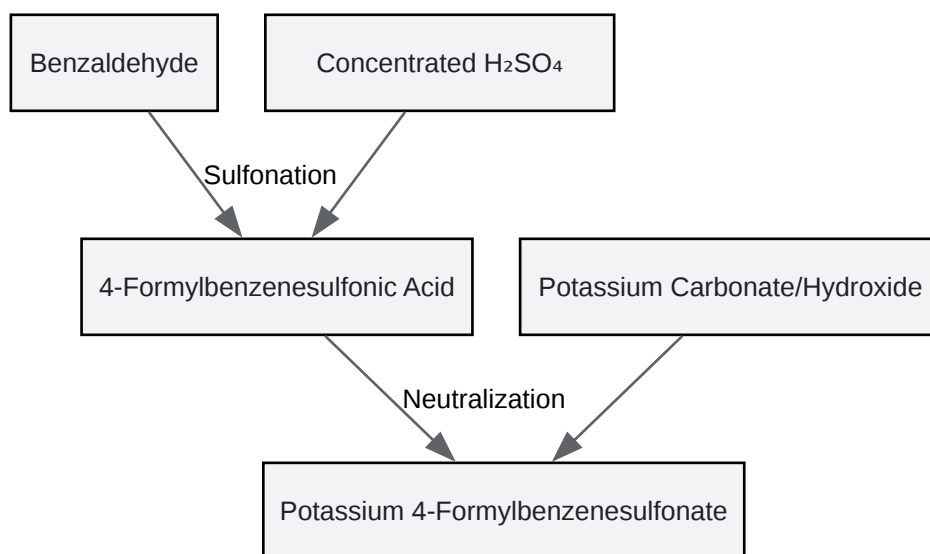 Benzaldehyde
Concentrated H₂SO₄
Sulfonation
4-Formylbenzenesulfonic Acid
Potassium Carbonate/Hydroxide
Neutralization
Potassium 4-Formylbenzenesulfonate